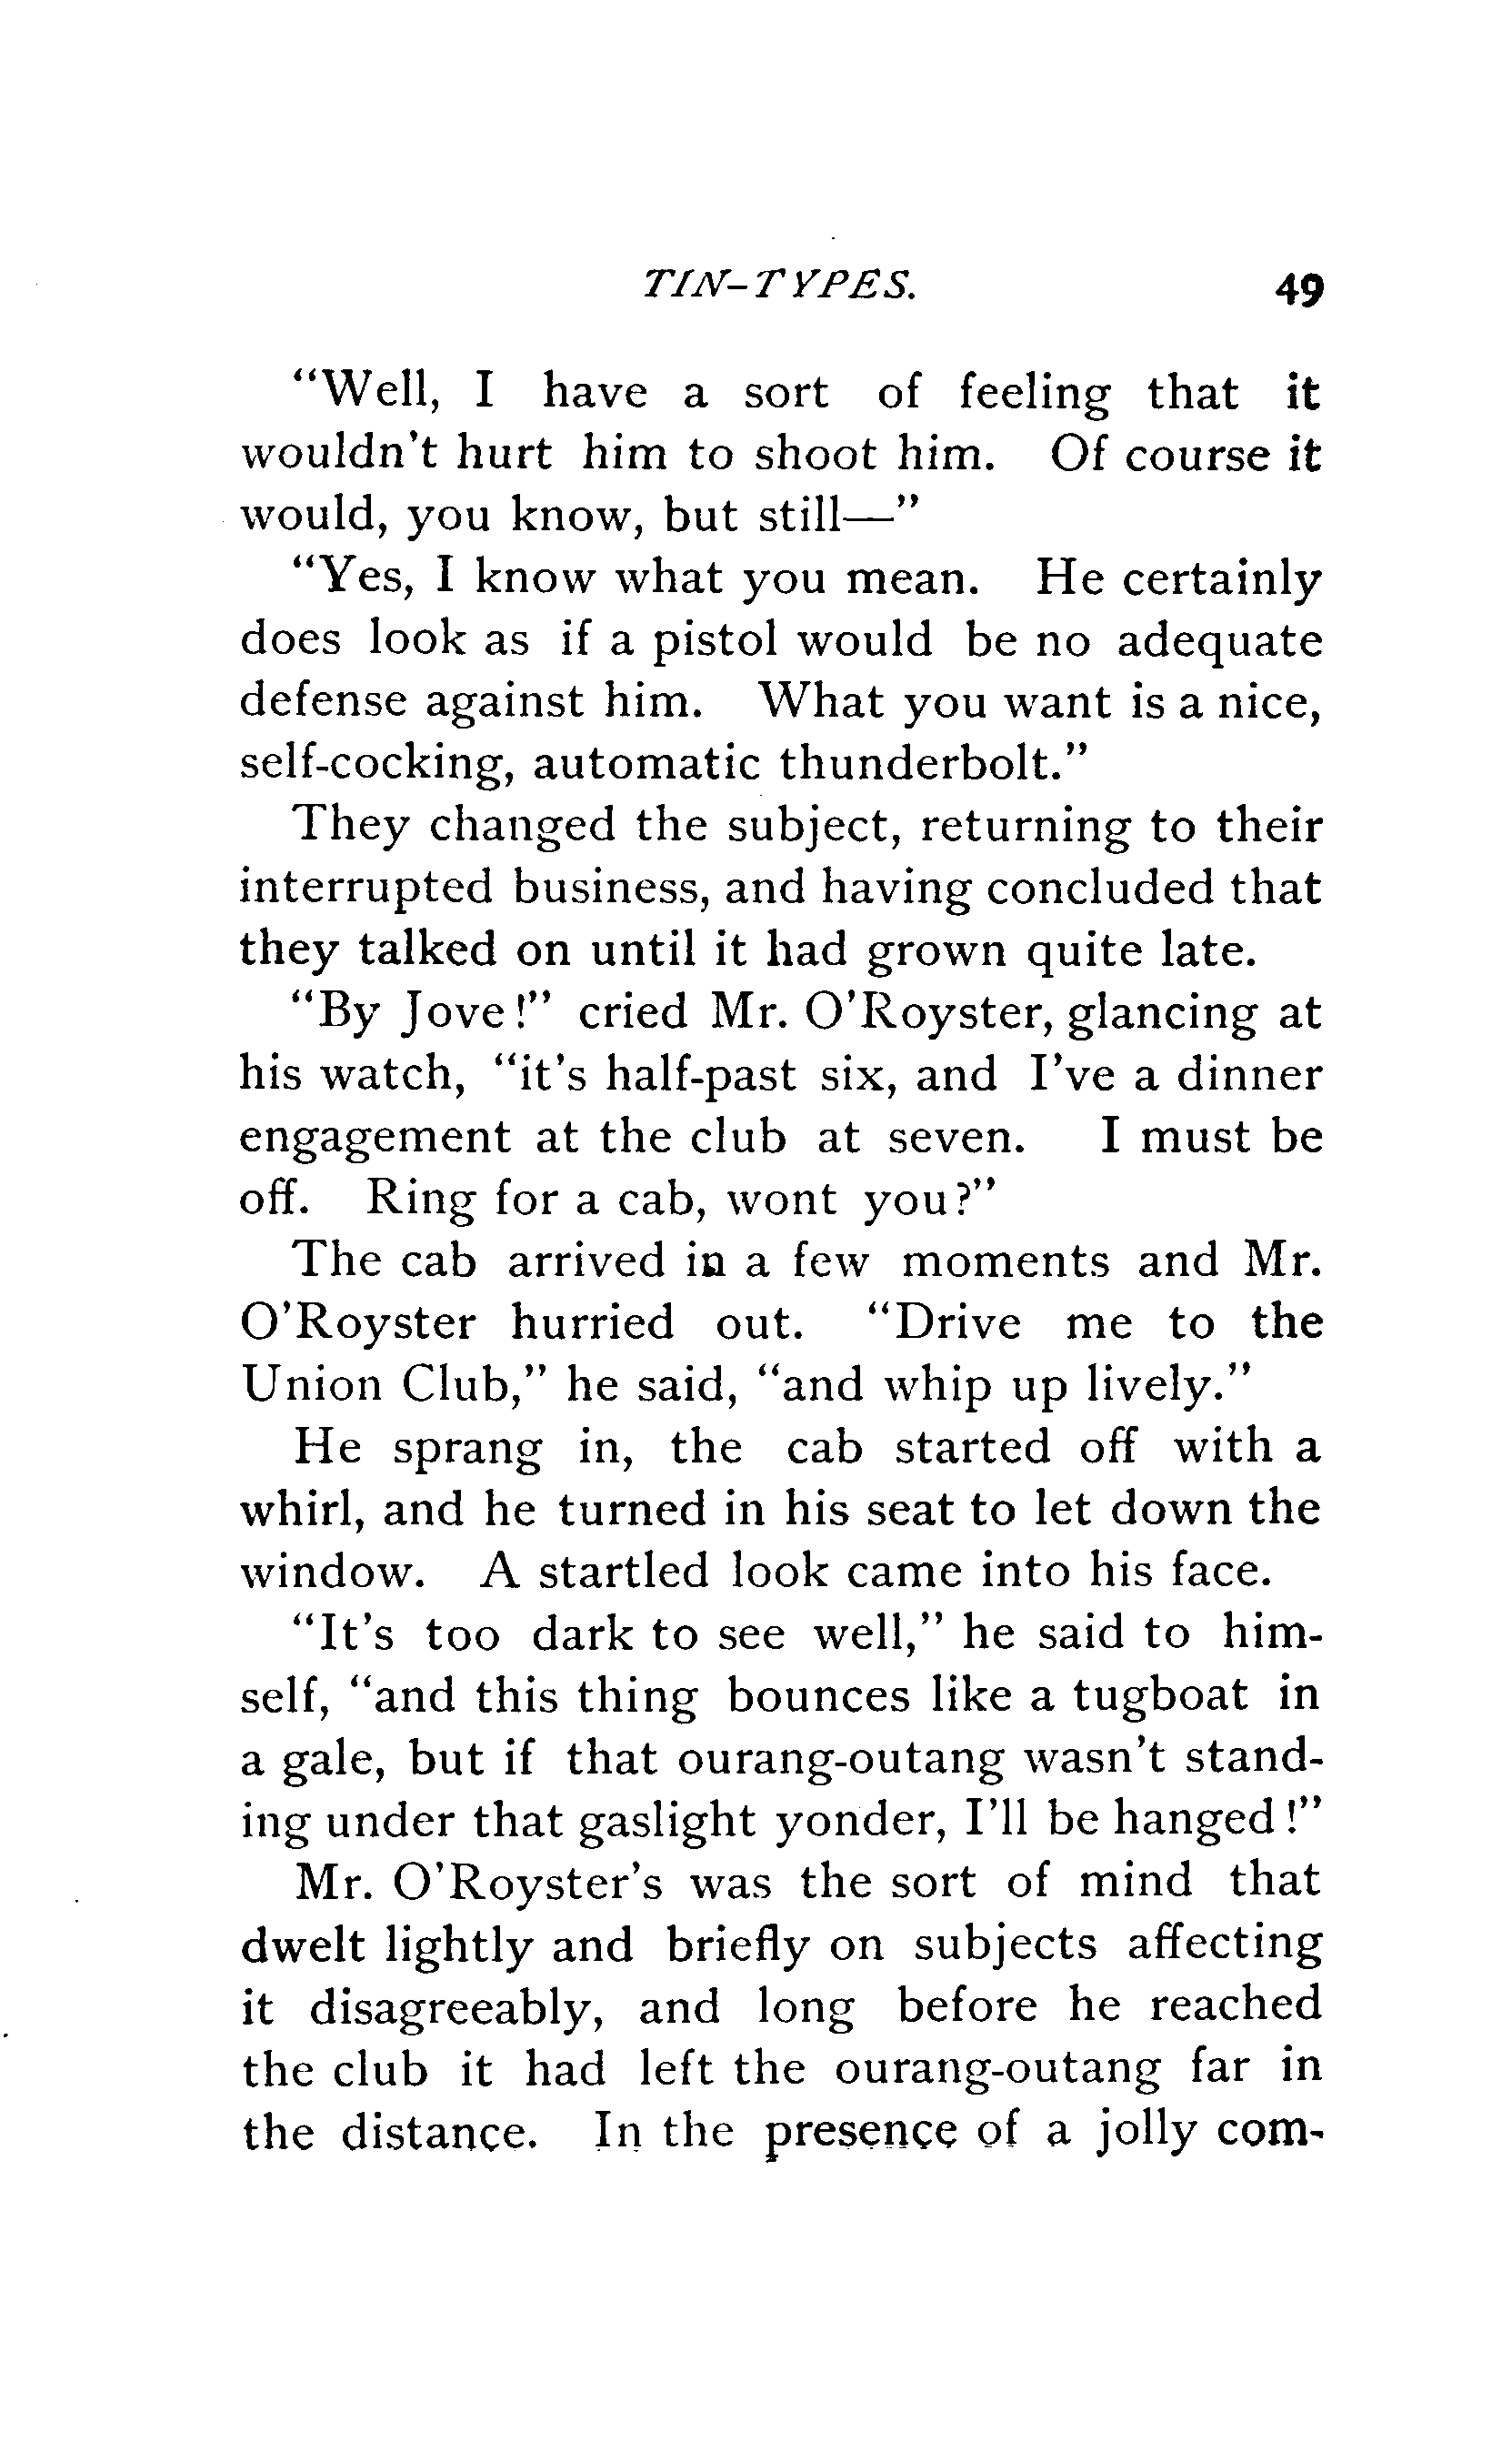 TIN-TYPES. 49
"Well, I have a sort of feeling that it
wouldn't hurt him to shoot him. Of course it
would, you know, but still—"
"Yes, I know what you mean. He certainly
does look as if a pistol would be no adequate
defense against him. What you want is a nice,
self-cocking, automatic thunderbolt."
They changed the subject, returning to their
interrupted business, and having concluded that
they talked on until it had grown quite late.
"By Jove!" cried Mr. O'Royster, glancing at
his watch, "it's half-past six, and I've a dinner
engagement at the club at seven. I must be
off. Ring for a cab, wont you?"
The cab arrived in a few moments and Mr.
O'Royster hurried out. "Drive me to the
Union Club," he said, "and whip up lively."
He sprang in, the cab started off with a
whirl, and he turned in his seat to let down the
window. A startled look came into his face.
"It's too dark to see well," he said to him-
self, "and this thing bounces like a tugboat in
a gale, but if that ourang-outang wasn't stand-
ing under that gaslight yonder, I'll be hanged!"
Mr. O'Royster's was the sort of mind that
dwelt lightly and briefly on subjects affecting
it disagreeably, and long before he reached
the club it had left the ourang-outang far in
the distance. In the presence of a jolly com-